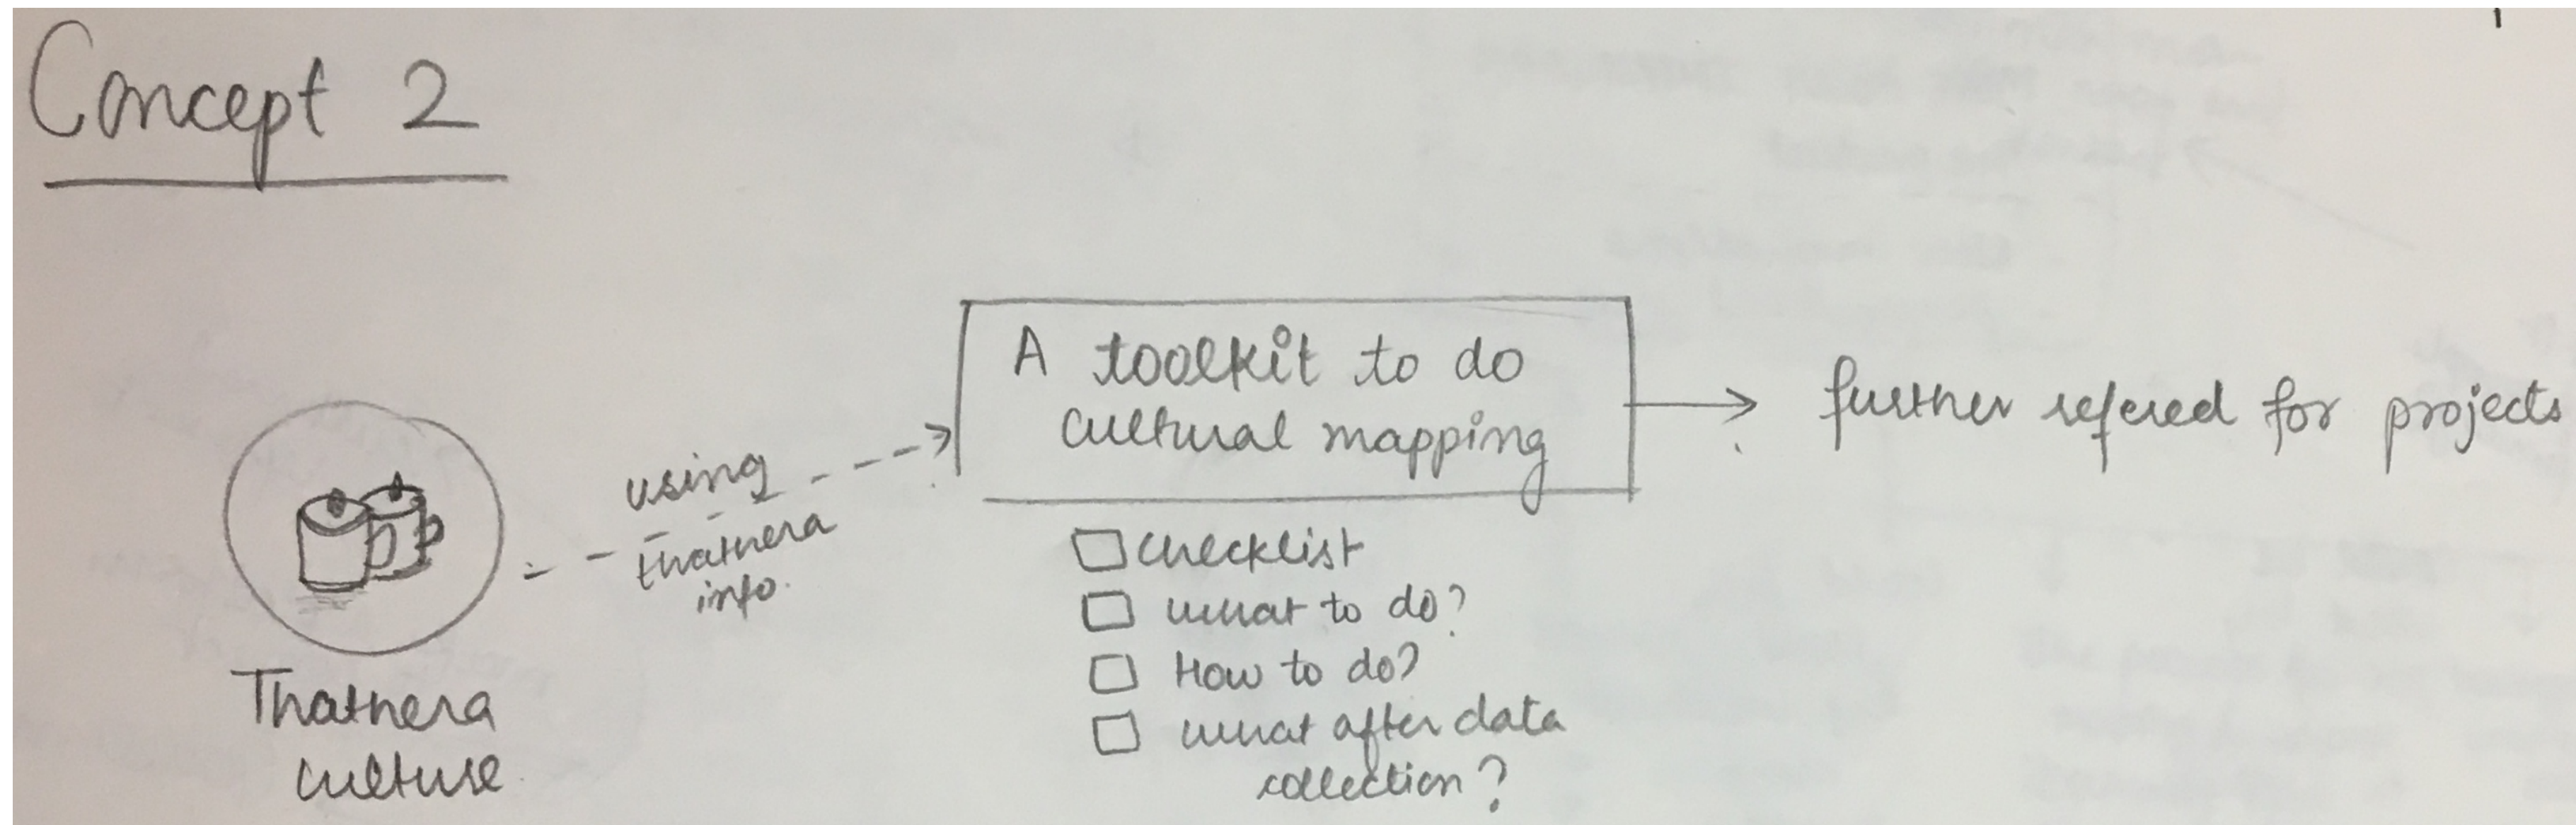 Concept 2
Thathera
culture
using
thathera
info.
A toolkit to do
cultural mapping
checklist
what to do?
How to do?
what after data
collection?
further refered for projects